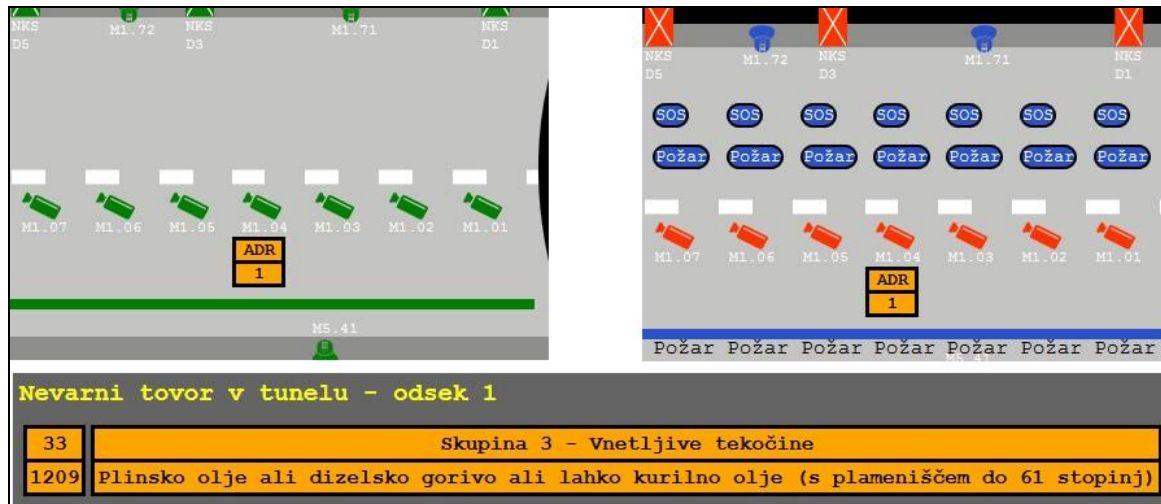 NKS M1.72 NKS M1.71 NKS
D5 D3 D1
M1.07 M1.06 M1.05 M1.04 M1.03 M1.02 M1.01
ADR
1
M5.41
NKS M1.72 NKS M1.71 NKS
D5 D3 D1
SOS SOS SOS SOS SOS SOS SOS
Požar Požar Požar Požar Požar Požar Požar
M1.07 M1.06 M1.05 M1.04 M1.03 M1.02 M1.01
ADR
1
Požar Požar Požar Požar Požar Požar Požar
M5.41
Nevarni tovor v tunelu - odsek 1
33 Skupina 3 - Vnetljive tekočine
1209 Plinsko olje ali dizelsko gorivo ali lahko kurilno olje (s plameniščem do 61 stopinj)